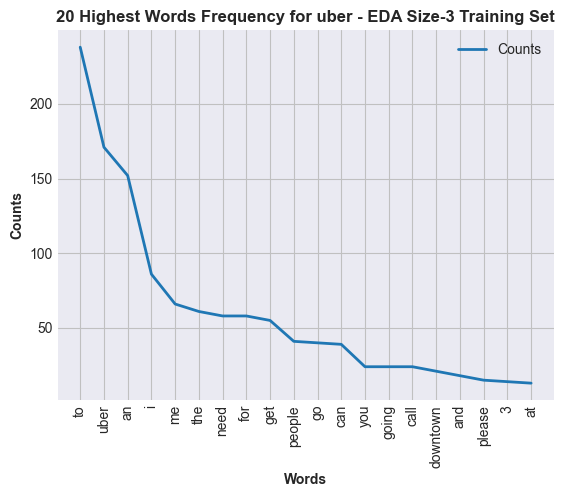 20 Highest Words Frequency for uber - EDA Size-3 Training Set
Counts
200
150
100
50
Counts
to
uber
an
i
me
the
need
for
get
people
go
can
you
going
call
downtown
and
please
3
at
Words